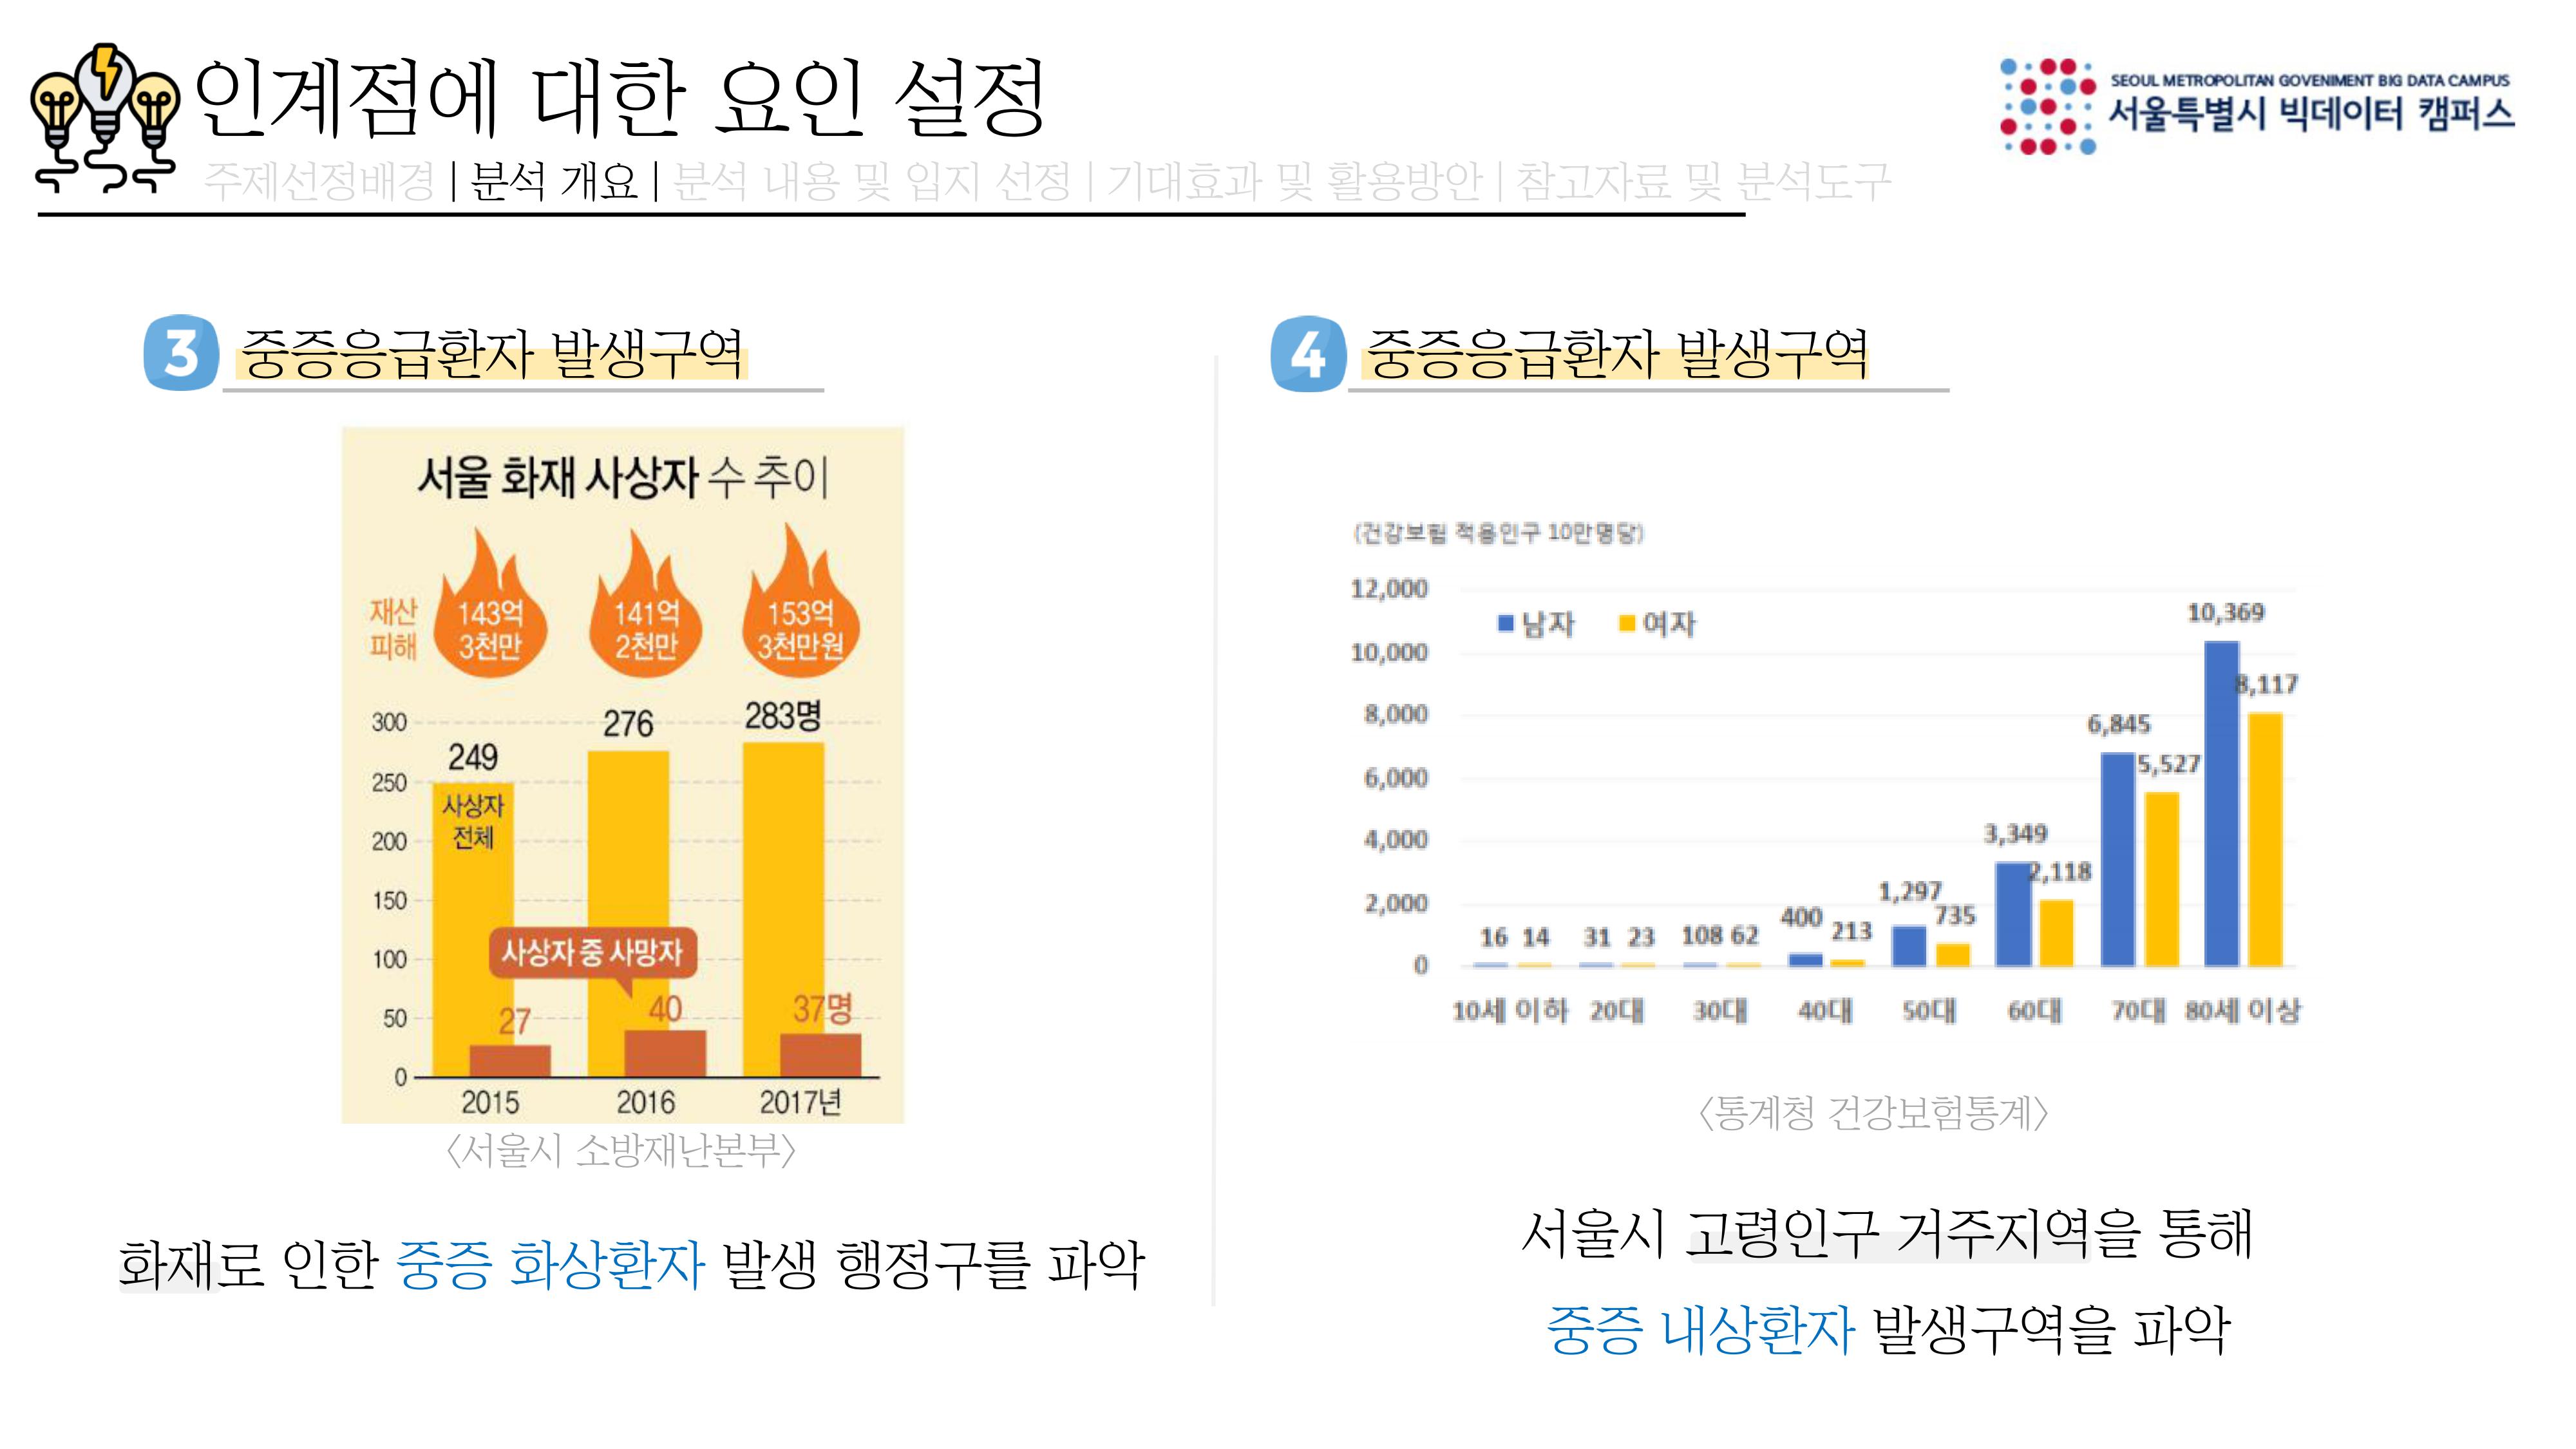 인계점에 대한 요인 설정
SEOUL METROPOLITAN GOVENIMENT BIG DATA CAMPUS
서울특별시 빅데이터 캠퍼스
주제선정배경 | 분석 개요 | 분석 내용 및 입지 선정 | 기대효과 및 활용방안 | 참고자료 및 분석도구
3 중증응급환자 발생구역
서울 화재 사상자 수 추이
재산
피해
143억
3천만
141억
2천만
153억
3천만원
300
250
200
150
100
50
0
249
276
283명
사상자
전체
사상자 중 사망자
27
40
37명
2015
2016
2017년
〈서울시 소방재난본부〉
화재로 인한 중증 화상환자 발생 행정구를 파악
4 중증응급환자 발생구역
(건강보험 적용인구 10만명당)
남자 여자
12,000
10,000
8,000
6,000
4,000
2,000
0
16 14
31 23
108 62
400 213
1,297 735
3,349 2,118
6,845 5,527
10,369 8,117
10세 이하 20대 30대 40대 50대 60대 70대 80세 이상
〈통계청 건강보험통계〉
서울시 고령인구 거주지역을 통해
중증 내상환자 발생구역을 파악